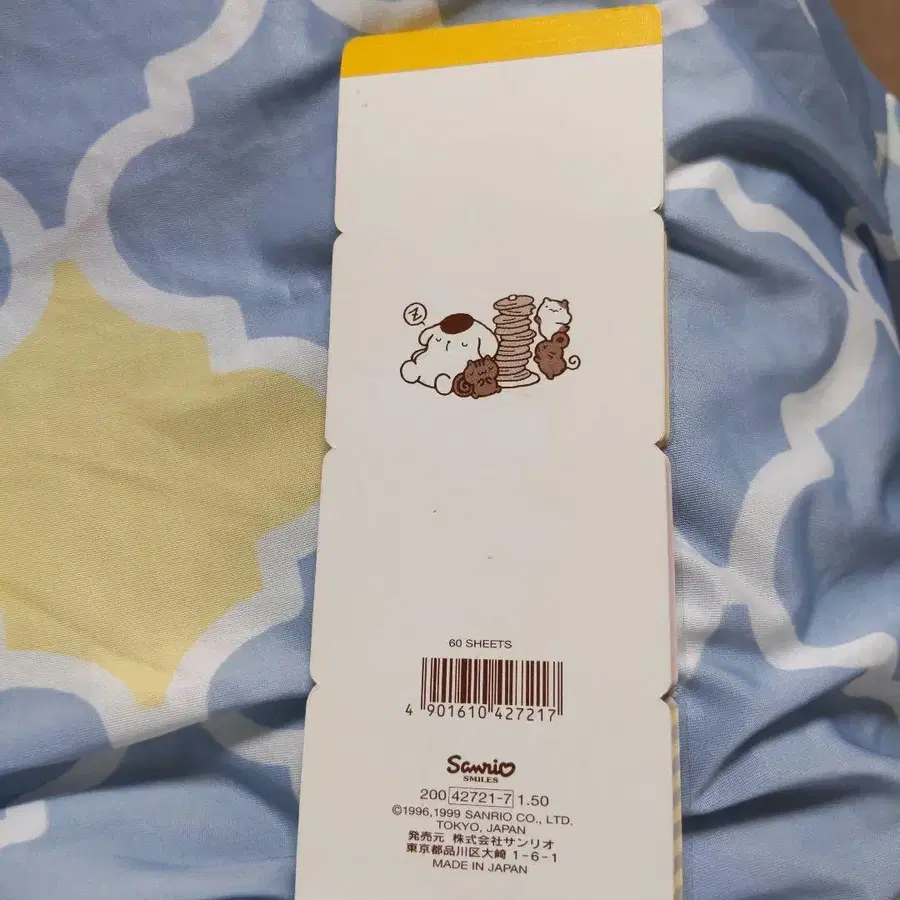 Z
60 SHEETS
4 901610 427217
Sanrio
SMILES
200 42721-7 1.50
©1996,1999 SANRIO CO., LTD.
TOKYO, JAPAN
発売元 株式会社サンリオ
東京都品川区大崎 1-6-1
MADE IN JAPAN